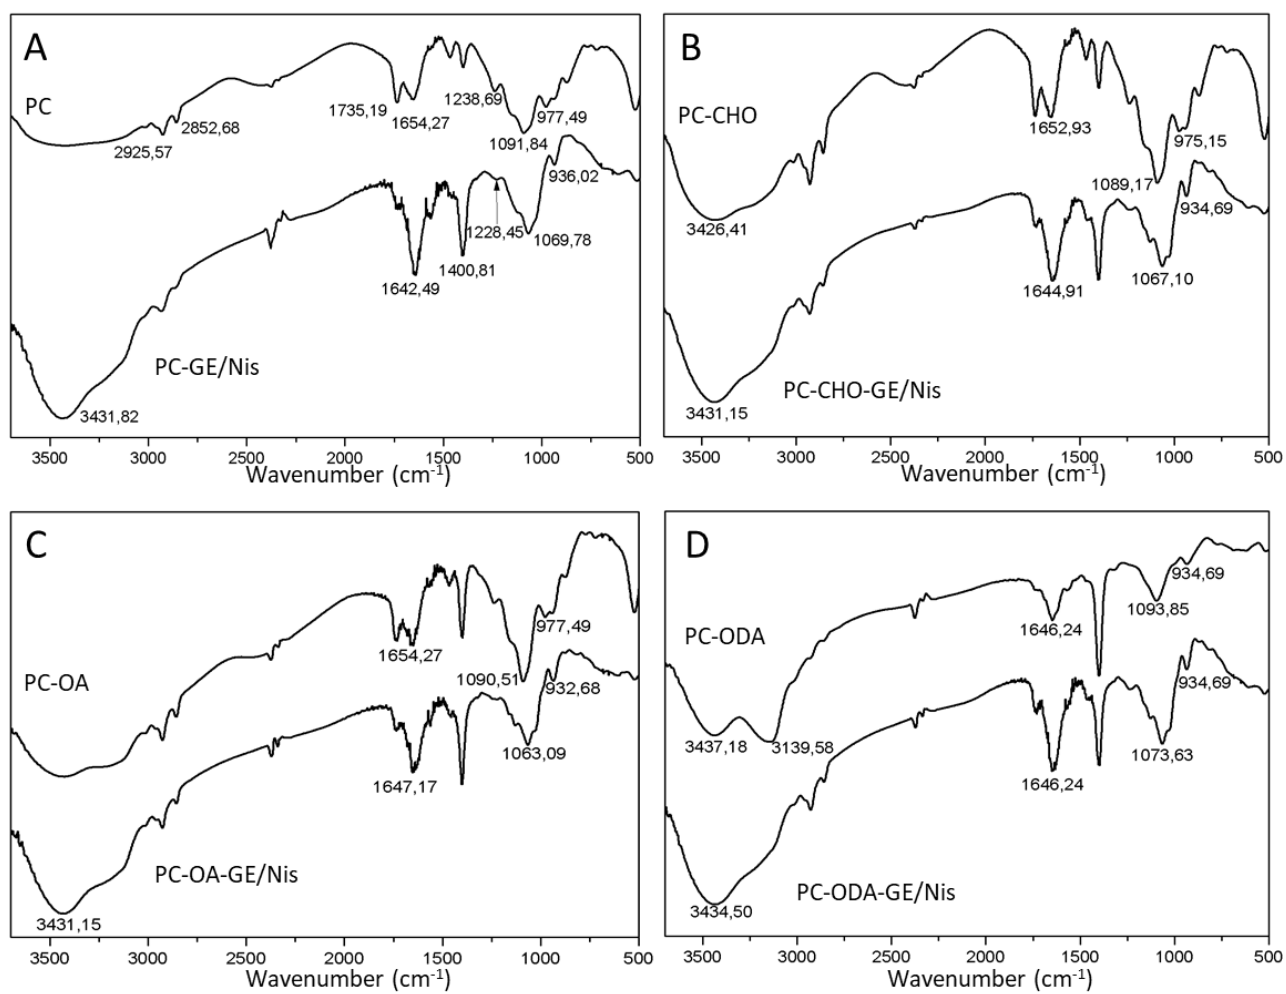 A
PC
2925,57
2852,68
1735,19
1654,27
1238,69
1091,84
977,49
936,02
1228,45
1069,78
1400,81
1642,49
PC-GE/Nis
3431,82
3500 3000 2500 2000 1500 1000 500
Wavenumber (cm-1)
B
PC-CHO
3426,41
1652,93
1089,17
975,15
934,69
1644,91
1067,10
PC-CHO-GE/Nis
3431,15
3500 3000 2500 2000 1500 1000 500
Wavenumber (cm-1)
C
PC-OA
1654,27
1090,51
977,49
932,68
1063,09
1647,17
PC-OA-GE/Nis
3431,15
3500 3000 2500 2000 1500 1000 500
Wavenumber (cm-1)
D
PC-ODA
3437,18
3139,58
1646,24
1093,85
934,69
934,69
1073,63
1646,24
PC-ODA-GE/Nis
3434,50
3500 3000 2500 2000 1500 1000 500
Wavenumber (cm-1)